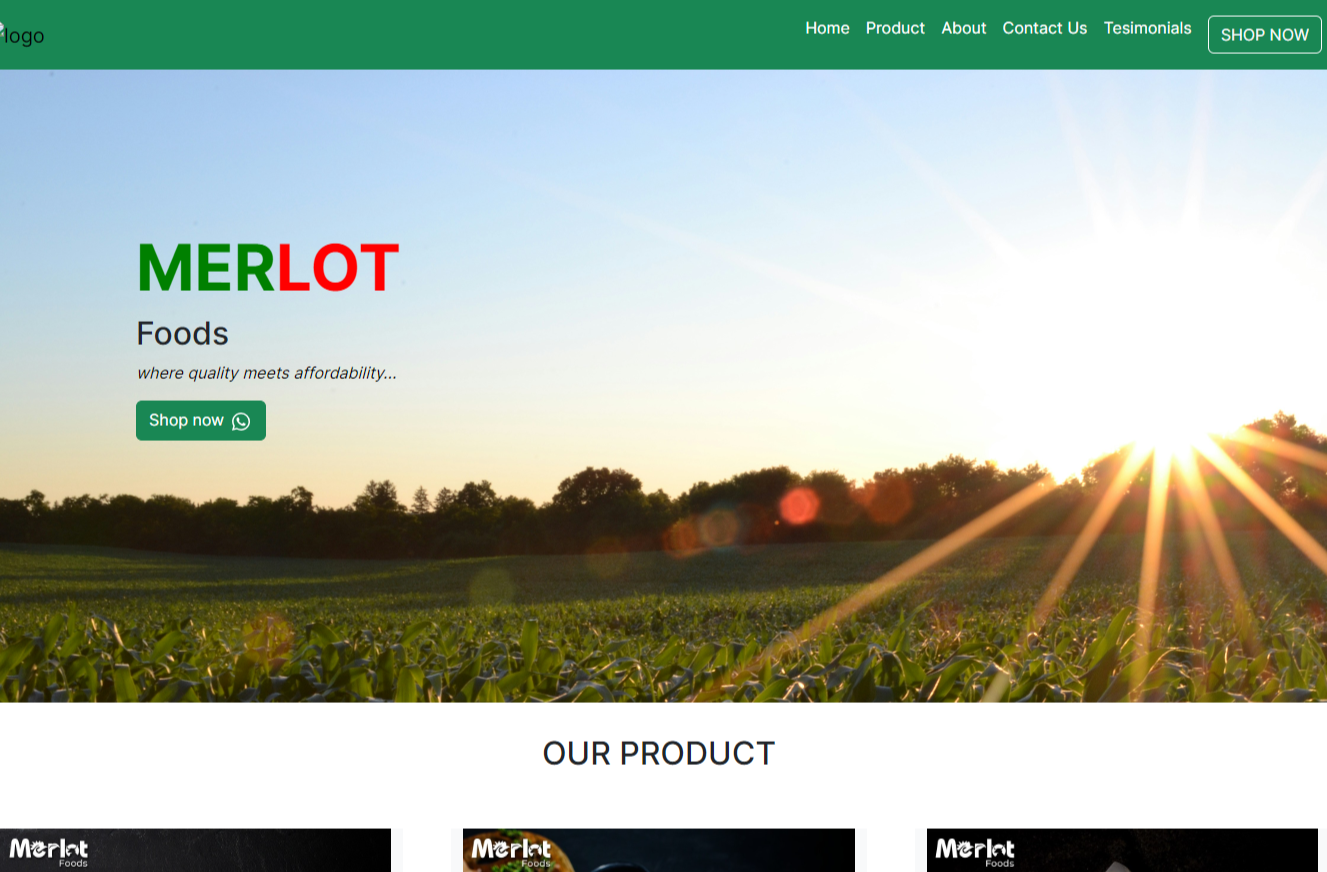 logo
Home Product About Contact Us Tesimonials SHOP NOW
MERLOT
Foods
where quality meets affordability...
Shop now
OUR PRODUCT
Merlot
Foods
Merlot
Foods
Merlot
Foods